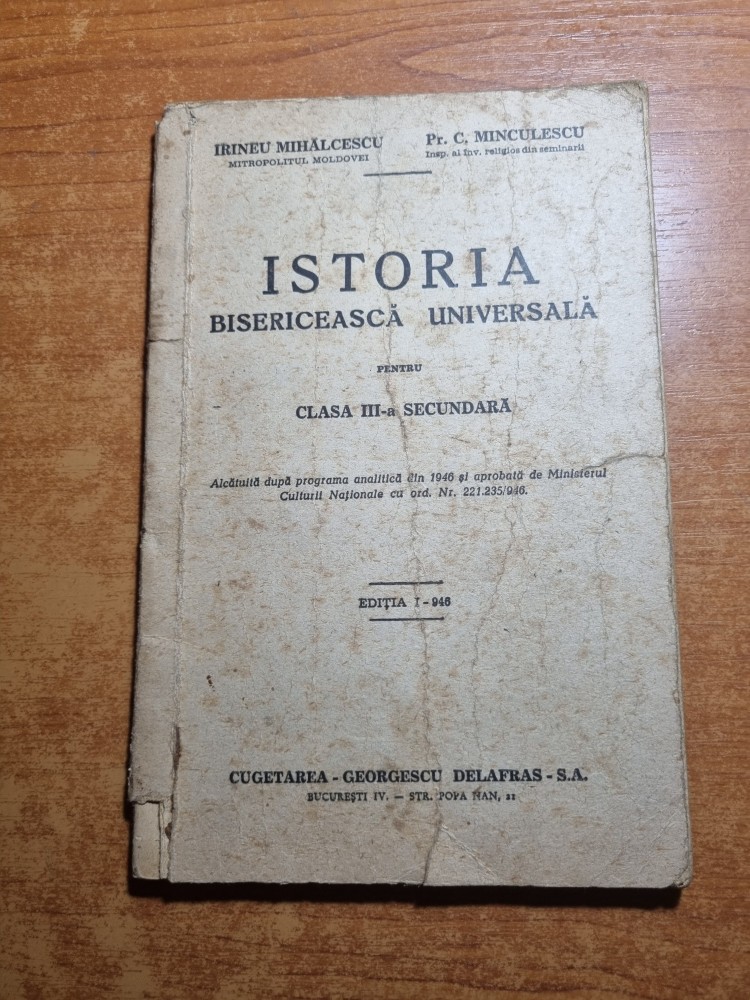 IRINEU MIHĂLCESCU
MITROPOLITUL MOLDOVEI
Pr. C. MINCULESCU
Insp. al înv. religios din seminarii
ISTORIA
BISERICEASCĂ UNIVERSALĂ
PENTRU
CLASA III-a SECUNDARĂ
Alcătuită după programa analitică din 1946 și aprobată de Ministerul
Culturii Naționale cu ord. Nr. 221.235/946.
EDIȚIA I - 946
CUGETAREA - GEORGESCU DELAFRAS - S.A.
BUCUREȘTI IV. — STR. POPA NAN, 21